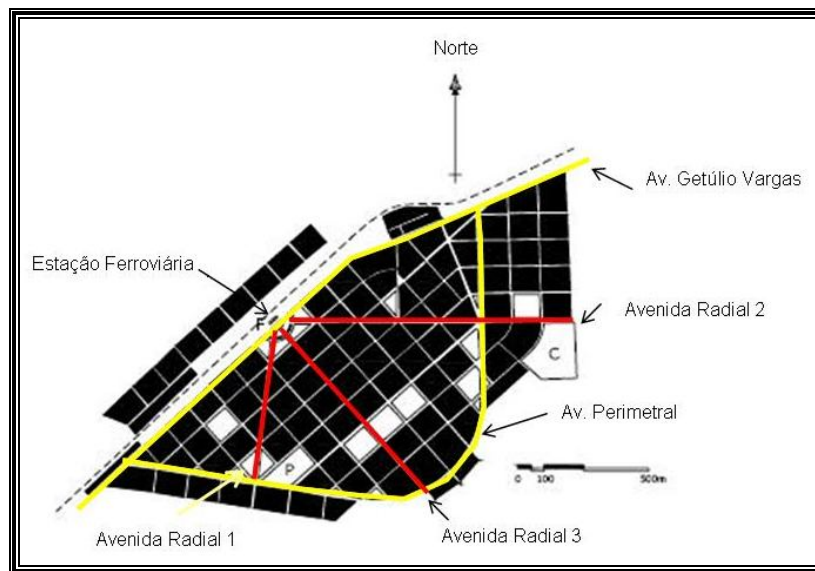 Norte
Av. Getúlio Vargas
Estação Ferroviária
F
Avenida Radial 2
C
Av. Perimetral
P
0 100 500m
Avenida Radial 1
Avenida Radial 3